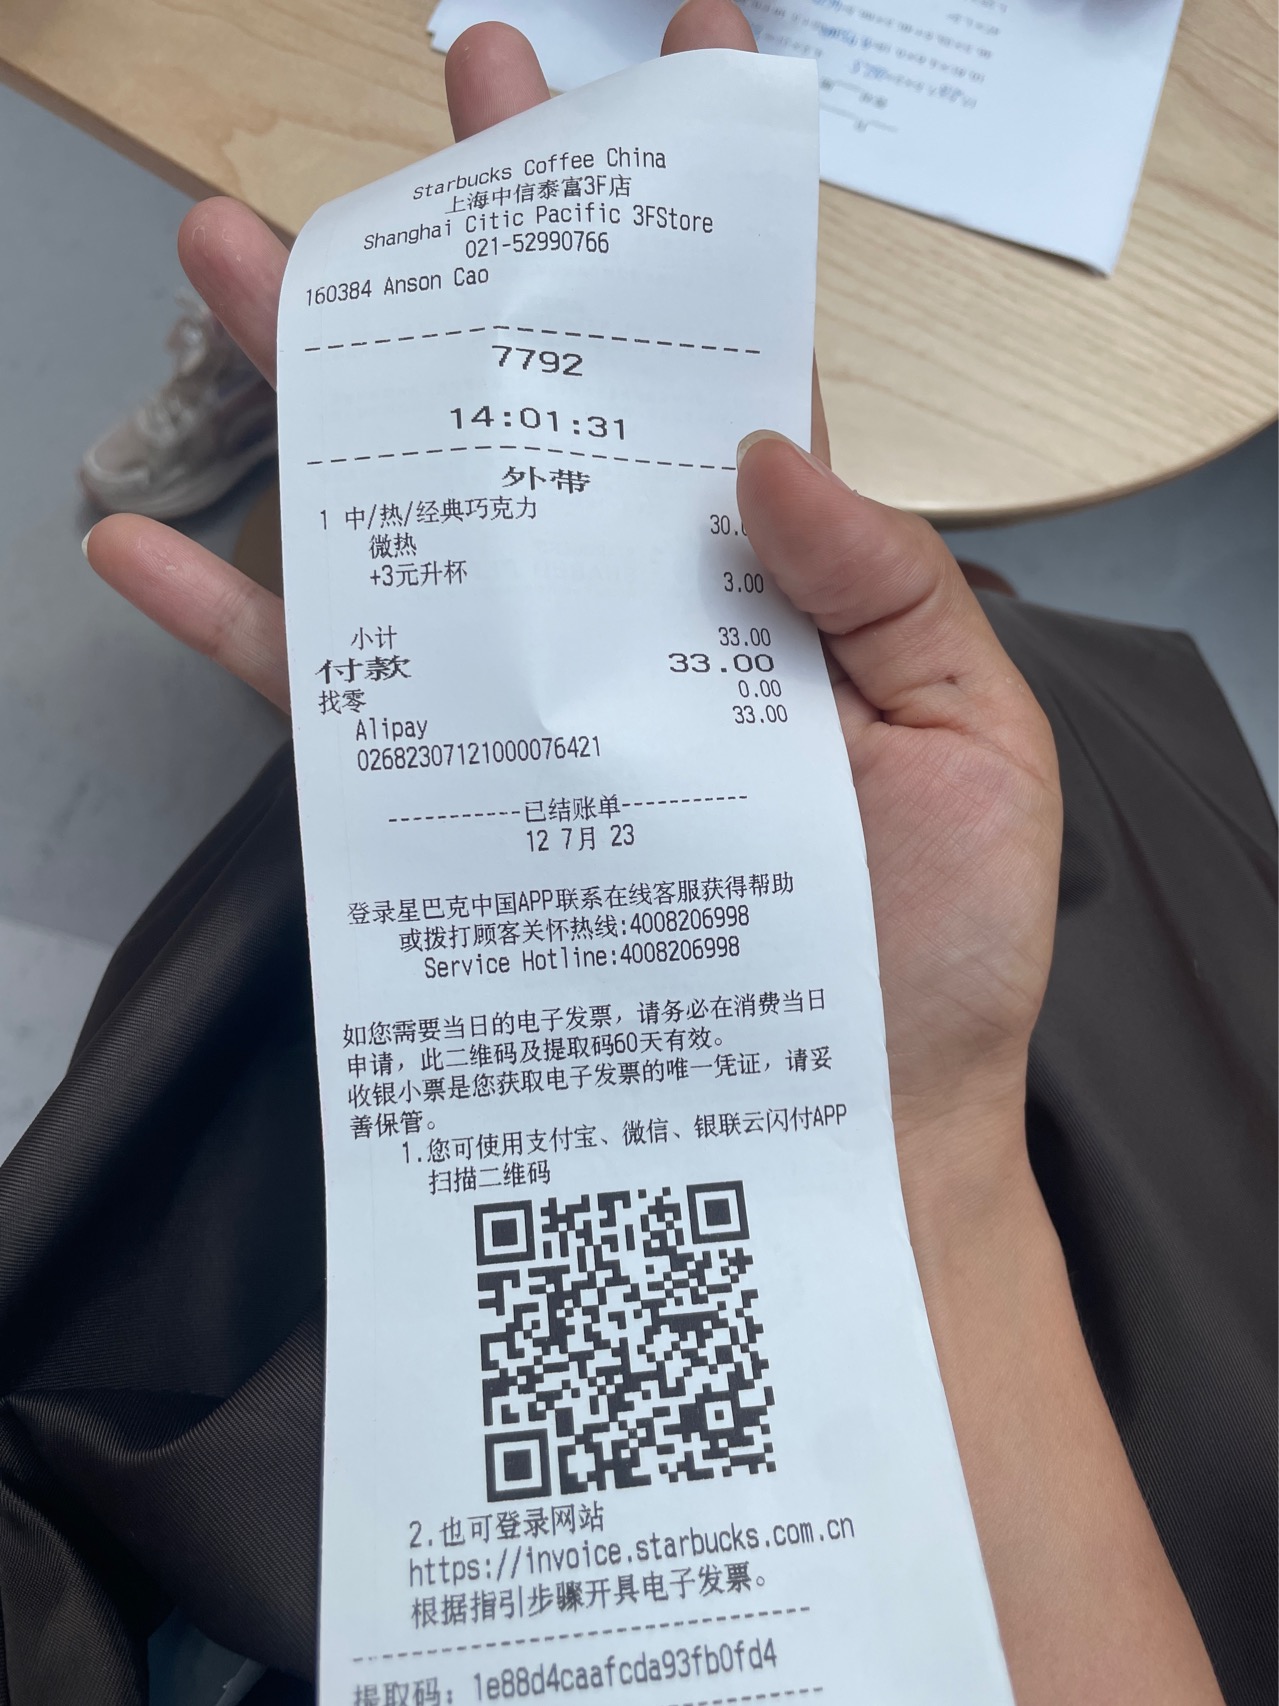 Starbucks Coffee China
上海中信泰富3F店
Shanghai Citic Pacific 3FStore
021-52990766
160384 Anson Cao
7792
14:01:31
外带
1 中/热/经典巧克力 30.
微热
+3元升杯 3.00
小计 33.00
付款 33.00
找零 0.00
Alipay 33.00
02682307121000076421
-----------已结账单-----------
12 7月 23
登录星巴克中国APP联系在线客服获得帮助
或拨打顾客关怀热线:4008206998
Service Hotline:4008206998
如您需要当日的电子发票，请务必在消费当日
申请，此二维码及提取码60天有效。
收银小票是您获取电子发票的唯一凭证，请妥
善保管。
1.您可使用支付宝、微信、银联云闪付APP
扫描二维码
2.也可登录网站
https://invoice.starbucks.com.cn
根据指引步骤开具电子发票。
提取码: 1e88d4caafcda93fb0fd4